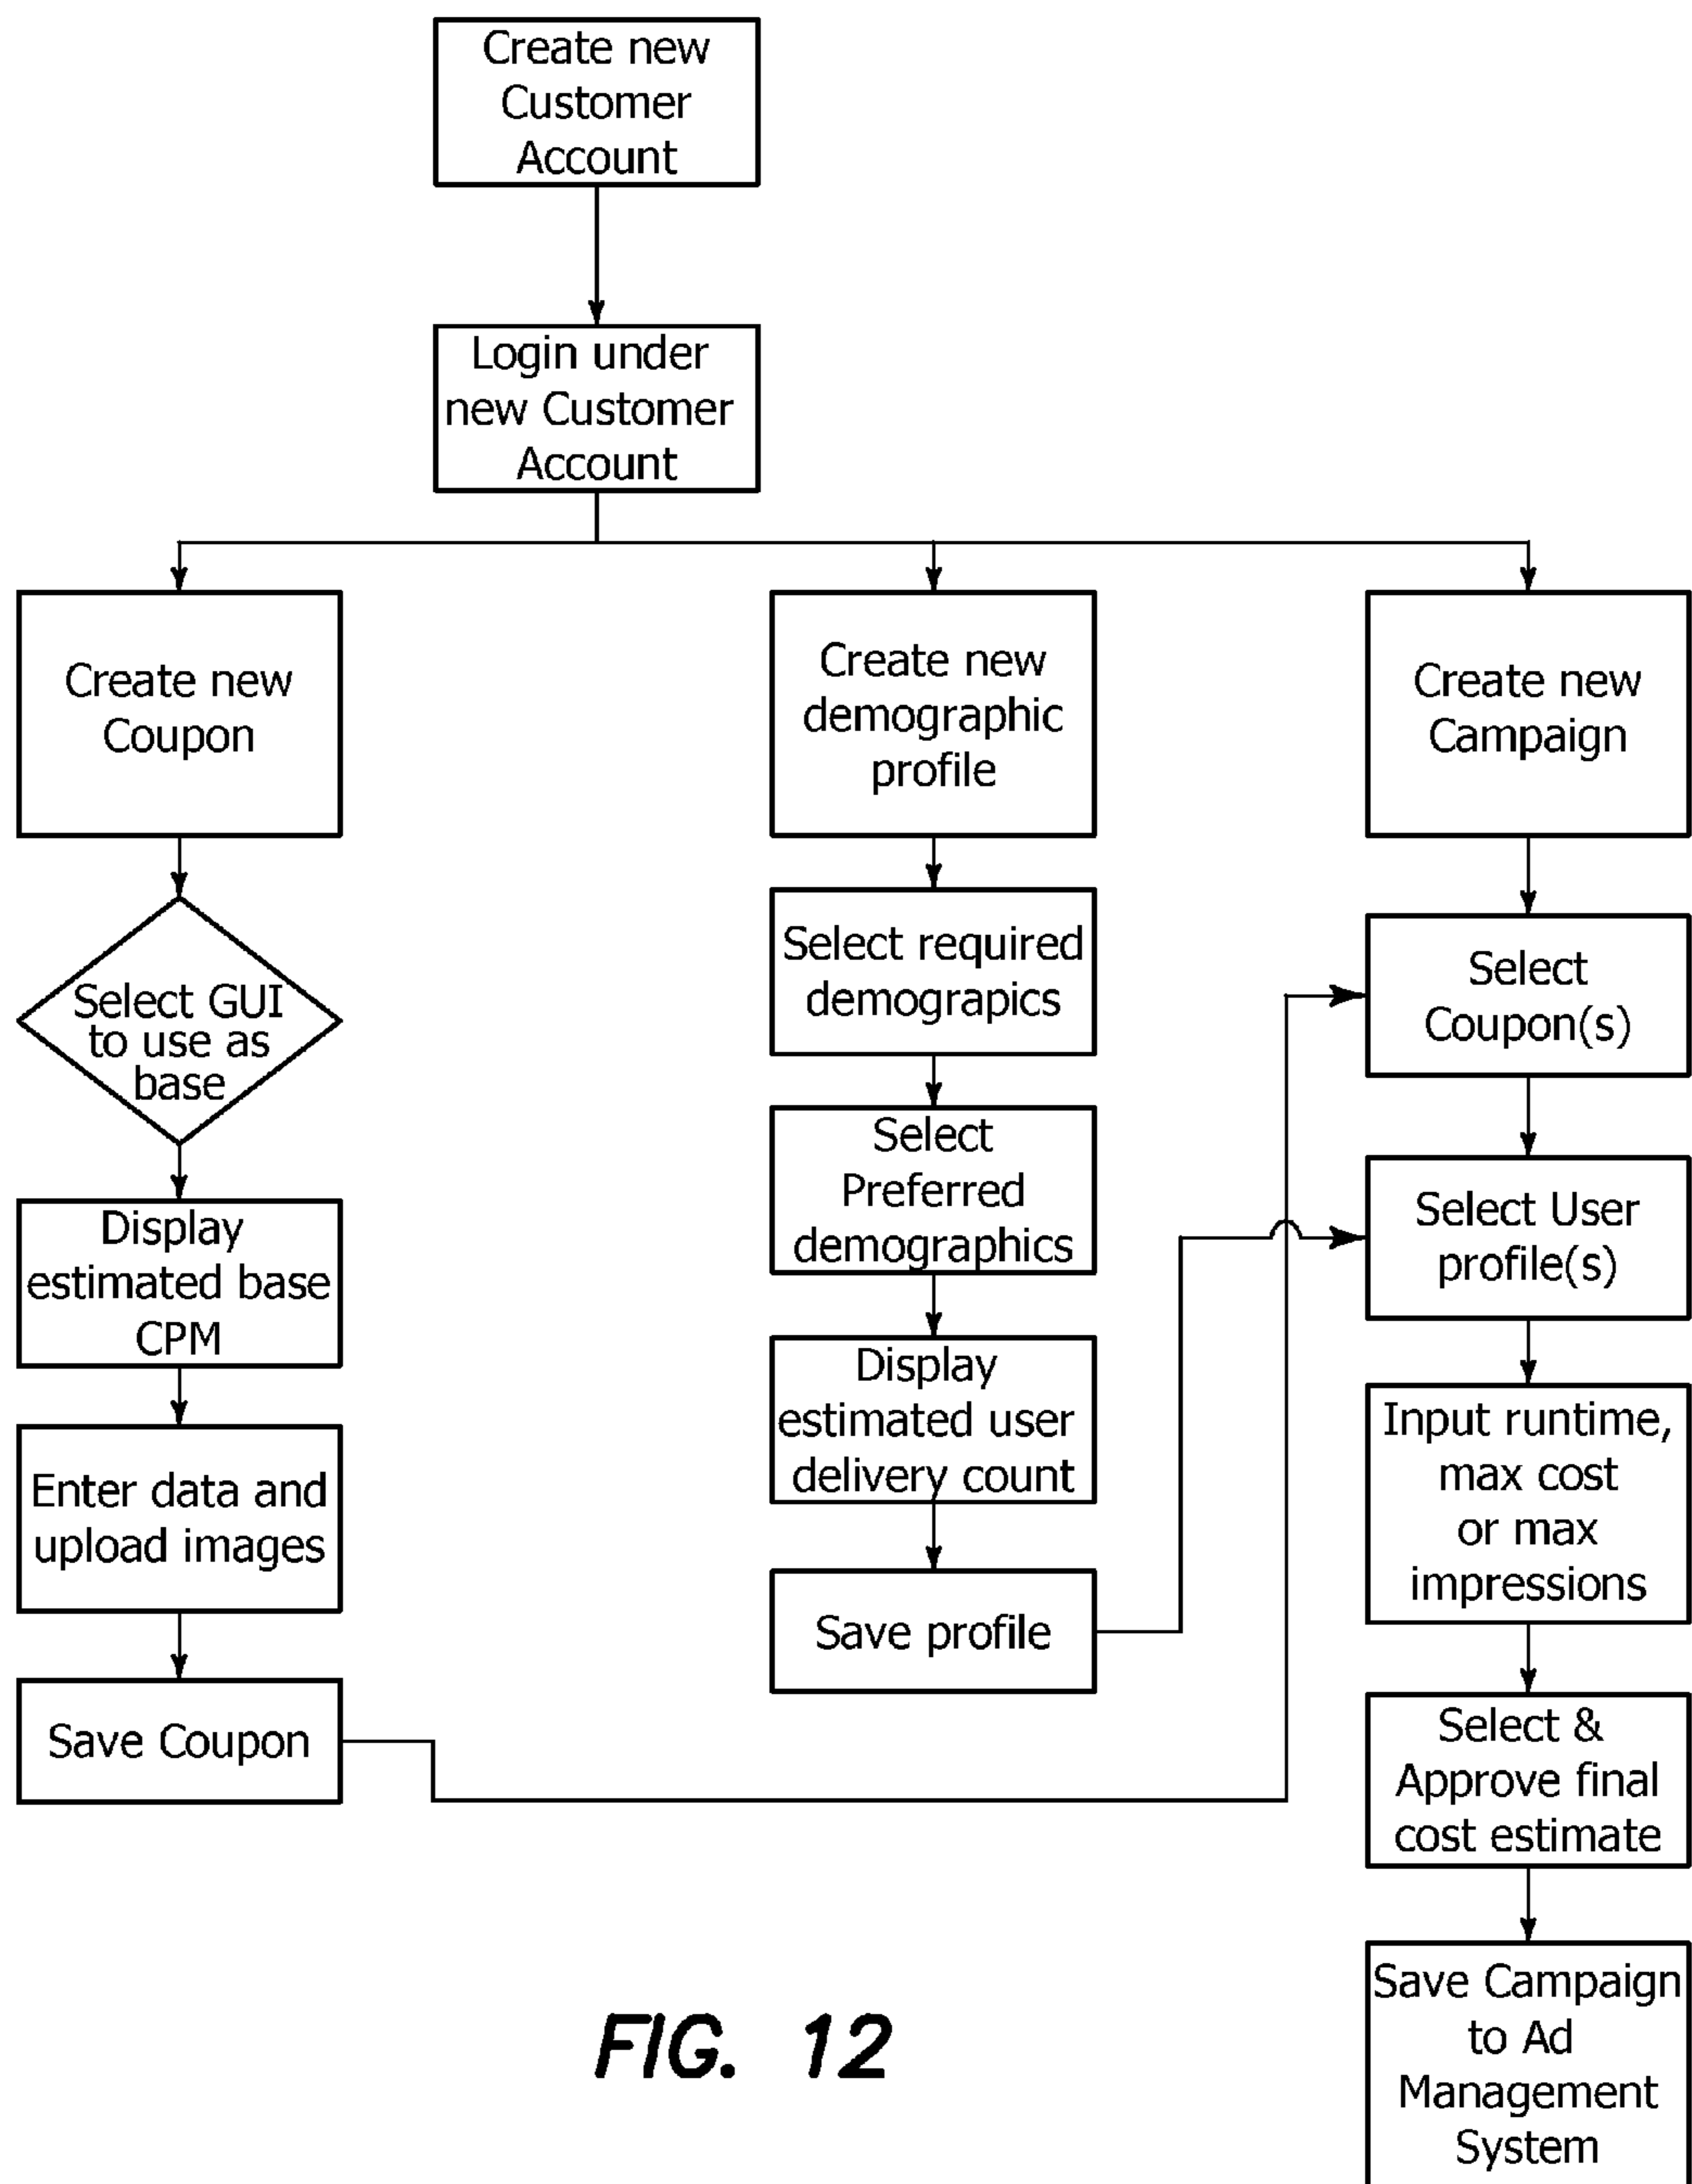 Create new
Customer
Account
Login under
new Customer
Account
Create new
Coupon
Select GUI
to use as
base
Display
estimated base
CPM
Enter data and
upload images
Save Coupon
Create new
demographic
profile
Select required
demograpics
Select
Preferred
demographics
Display
estimated user
delivery count
Save profile
Create new
Campaign
Select
Coupon(s)
Select User
profile(s)
Input runtime,
max cost
or max
impressions
Select &
Approve final
cost estimate
Save Campaign
to Ad
Management
System
FIG. 12